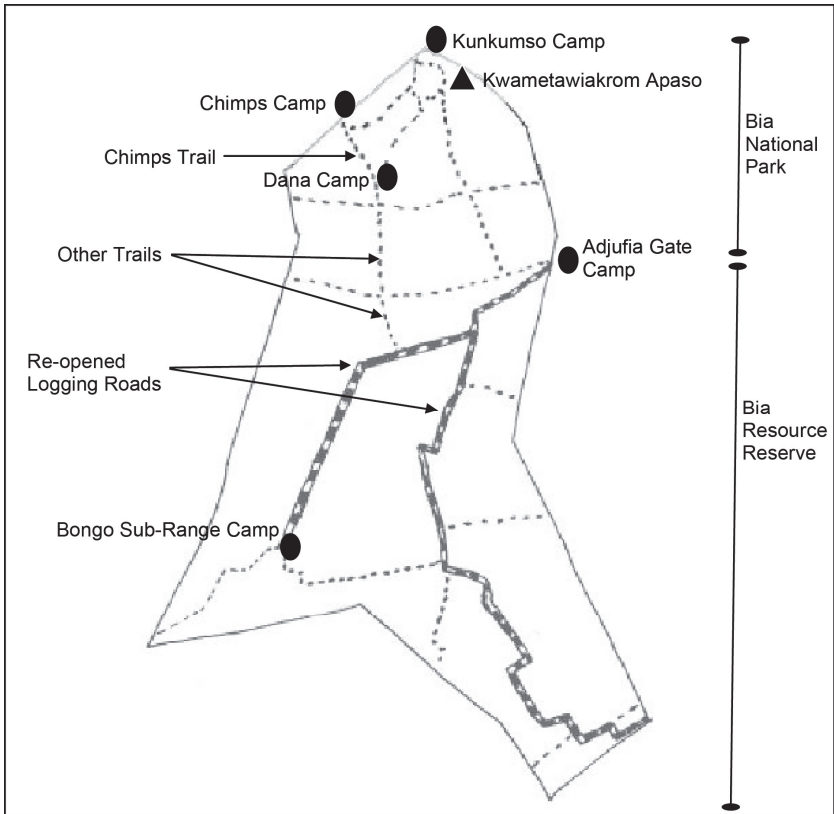 Kunkumso Camp
Kwametawiakrom Apaso
Chimps Camp
Chimps Trail
Dana Camp
Bia
National
Park
Other Trails
Adjufia Gate
Camp
Re-opened
Logging Roads
Bia
Resource
Reserve
Bongo Sub-Range Camp